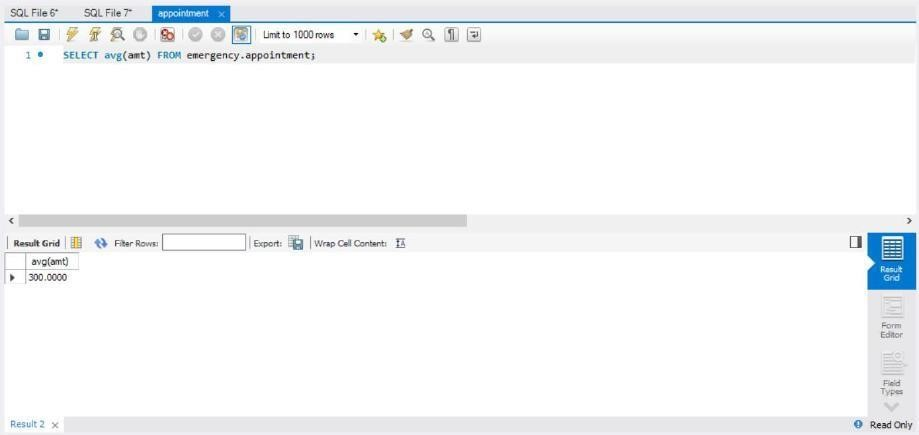 SQL File 6* SQL File 7* appointment ×
Limit to 1000 rows
1 SELECT avg(amt) FROM emergency.appointment;
Result Grid Filter Rows: Export: Wrap Cell Content: IA
avg(amt)
300.0000
Result
Grid
Form
Editor
Field
Types
Result 2 × Read Only